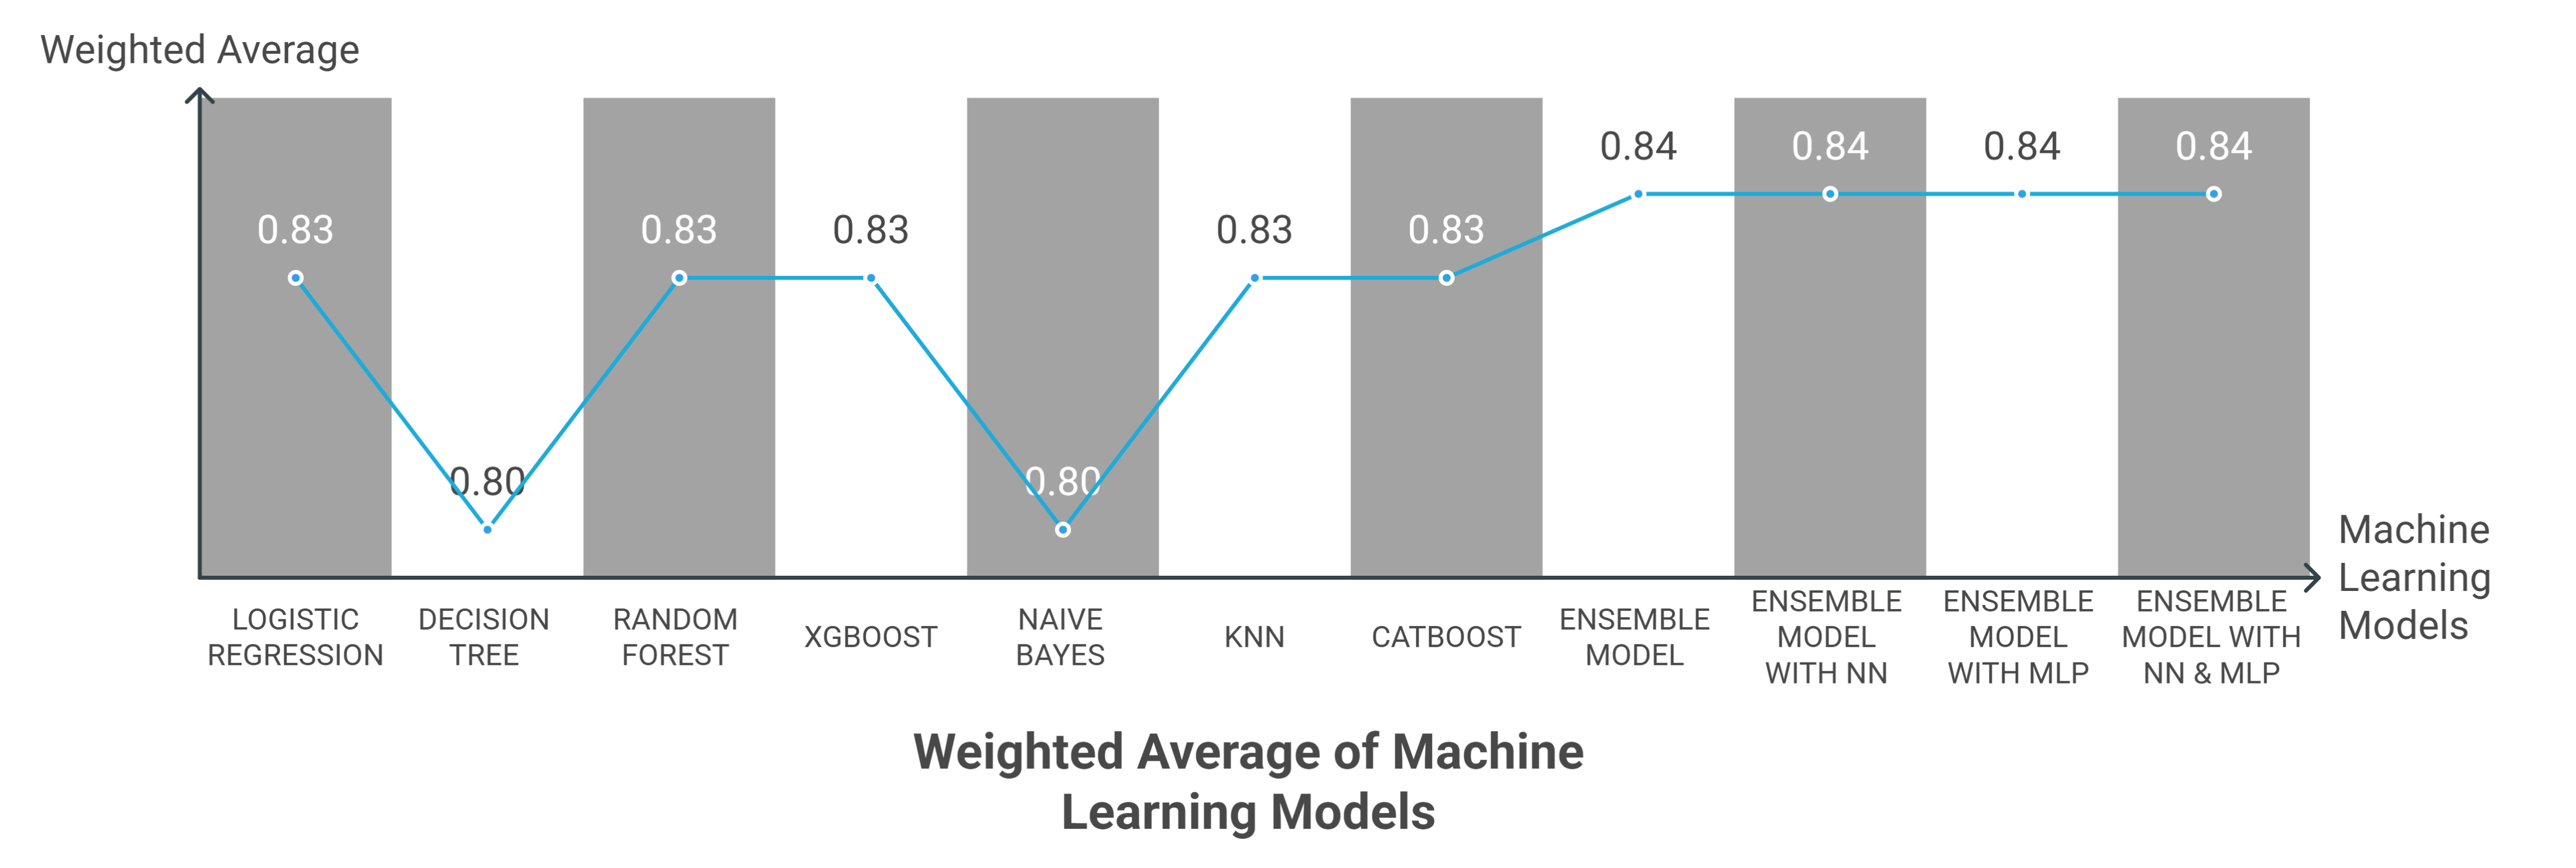 Weighted Average
0.83
0.80
0.83
0.83
0.80
0.83
0.83
0.84
0.84
0.84
0.84
LOGISTIC
REGRESSION
DECISION
TREE
RANDOM
FOREST
XGBOOST
NAIVE
BAYES
KNN
CATBOOST
ENSEMBLE
MODEL
ENSEMBLE
MODEL
WITH NN
ENSEMBLE
MODEL
WITH MLP
ENSEMBLE
MODEL WITH
NN & MLP
Machine
Learning
Models
Weighted Average of Machine
Learning Models